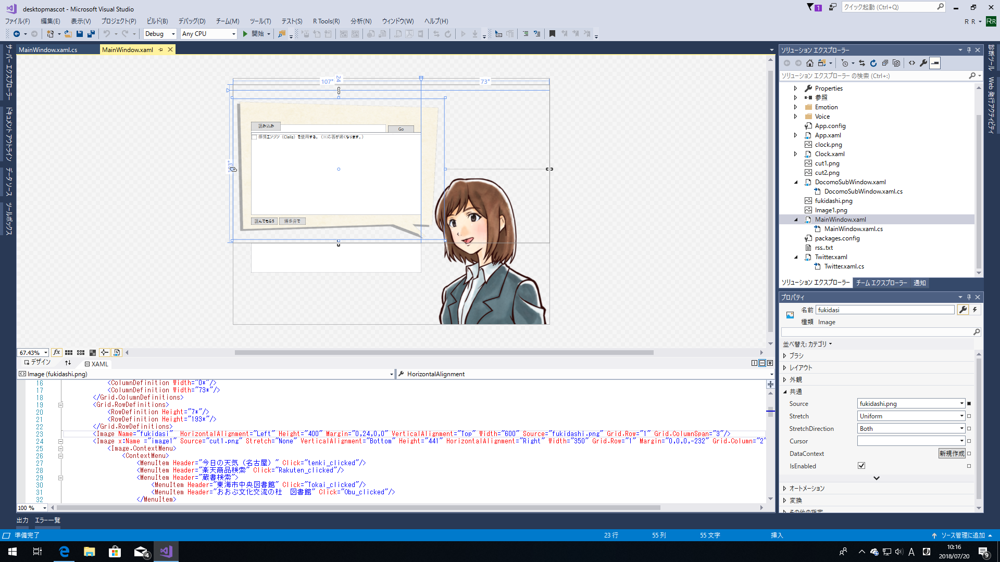 desktopmascot - Microsoft Visual Studio
1
クイック起動 (Ctrl+Q)
ファイル(F) 編集(E) 表示(V) プロジェクト(P) ビルド(B) デバッグ(D) チーム(M) ツール(T) テスト(S) R Tools(R) 分析(N) ウィンドウ(W) ヘルプ(H)
R R
RR
Debug Any CPU 開始
サーバー エクスプローラー
ドキュメント アウトライン
データ ソース
ツールボックス
MainWindow.xaml.cs MainWindow.xaml
107* 24 73*
読み込み Go
感情エンジン（Clalis）を使用する。（※応答が遅くなります。）
読んでもらう 博多弁で
67.43%
デザイン XAML
Image (fukidashi.png) HorizontalAlignment
16 <ColumnDefinition Width="0*"/>
17 <ColumnDefinition Width="73*"/>
18 </Grid.ColumnDefinitions>
19 <Grid.RowDefinitions>
20 <RowDefinition Height="7*"/>
21 <RowDefinition Height="193*"/>
22 </Grid.RowDefinitions>
23 <Image Name="fukidasi"  HorizontalAlignment="Left" Height="400" Margin="0,24,0,0" VerticalAlignment="Top" Width="600" Source="fukidashi.png" Grid.Row="1" Grid.ColumnSpan="3"/>
24 <Image x:Name ="image1" Source="cut1.png" Stretch="None" VerticalAlignment="Bottom" Height="441" HorizontalAlignment="Right" Width="350" Grid.Row="1" Margin="0,0,0,-232" Grid.Column="2"
25 <Image.ContextMenu>
26 <ContextMenu>
27 <MenuItem Header="今日の天気（名古屋）" Click="tenki_clicked"/>
28 <MenuItem Header="楽天商品検索" Click="Rakuten_clicked"/>
29 <MenuItem Header="蔵書検索">
30 <MenuItem Header="東海市中央図書館" Click="Tokai_clicked"/>
31 <MenuItem Header="おおぶ文化交流の杜　図書館" Click="Obu_clicked"/>
32 </MenuItem>
100 %
出力 エラー一覧
準備完了 23 行 55 列 55 文字 挿入 ソース管理に追加
ソリューション エクスプローラー
ソリューション エクスプローラー の検索 (Ctrl+:)
Properties
参照
Emotion
Voice
App.config
App.xaml
clock.png
Clock.xaml
cut1.png
cut2.png
DocomoSubWindow.xaml
DocomoSubWindow.xaml.cs
fukidashi.png
Image1.png
MainWindow.xaml
MainWindow.xaml.cs
packages.config
rss..txt
Twitter.xaml
Twitter.xaml.cs
ソリューション エクスプローラー チーム エクスプローラー 通知
プロパティ
名前 fukidasi
種類 Image
並べ替え: カテゴリ
ブラシ
レイアウト
外観
共通
Source fukidashi.png
Stretch Uniform
StretchDirection Both
Cursor
DataContext 新規作成
IsEnabled
オートメーション
変換
その他の指定
診断ツール
Web 発行アクティビティ
4
A
10:16
2018/07/20
9